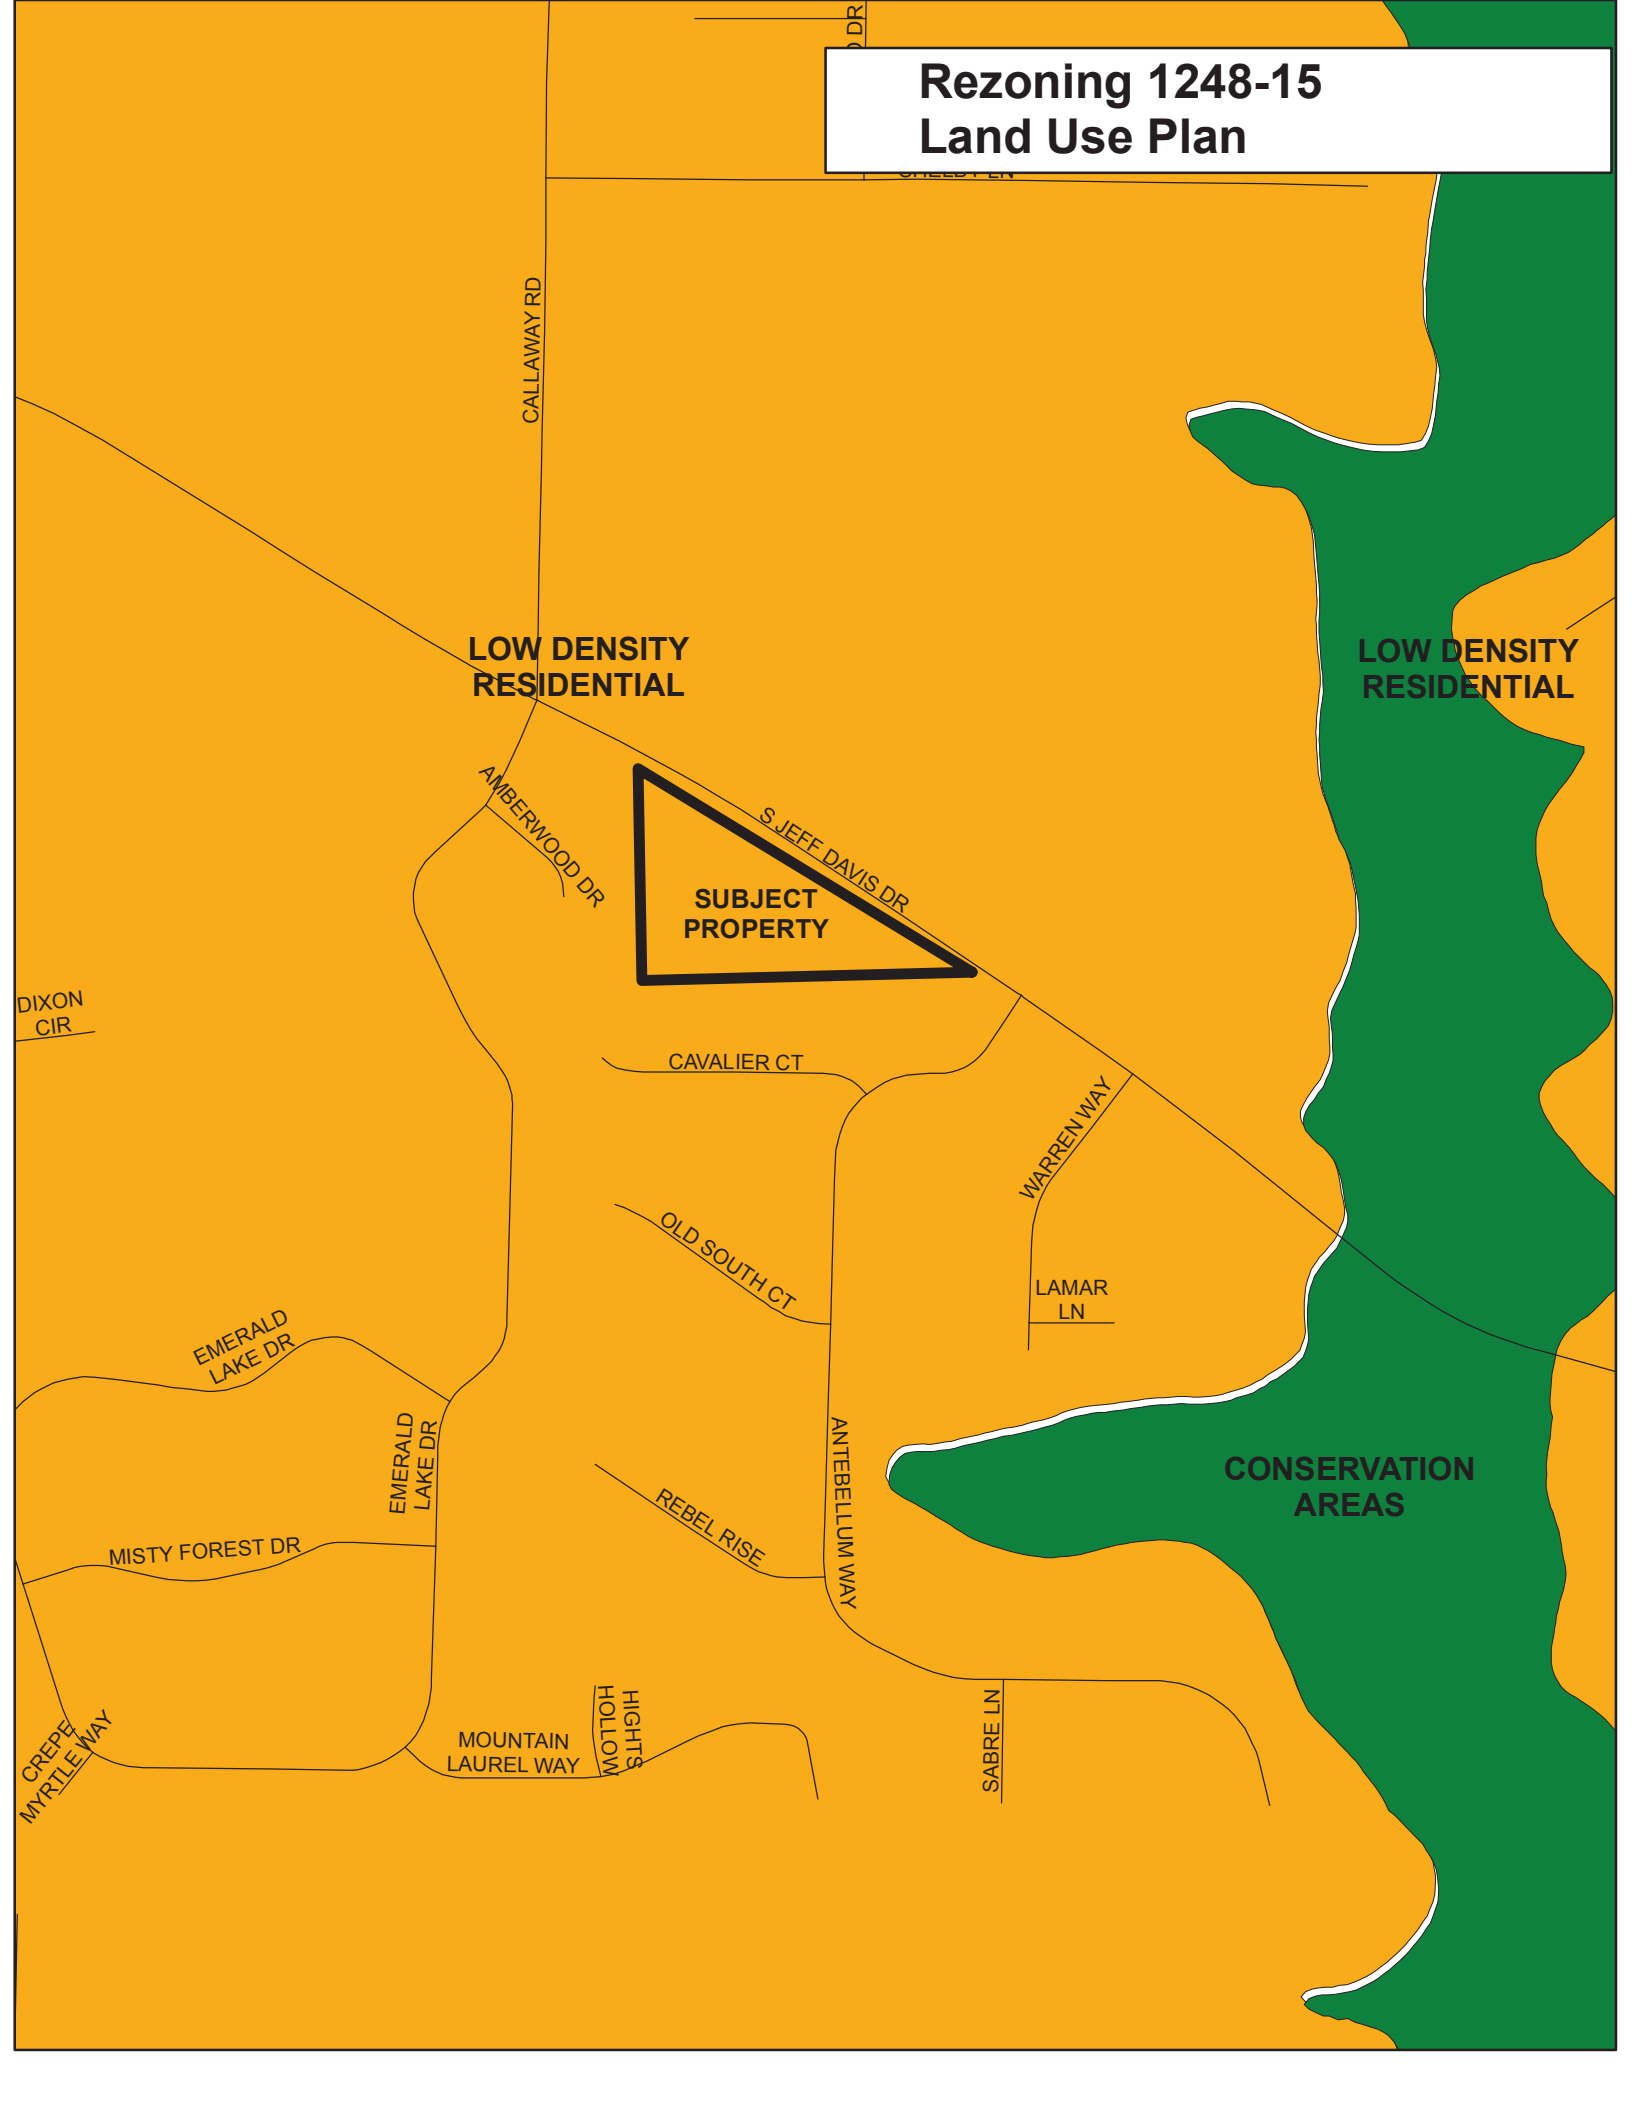 DR
Rezoning 1248-15
Land Use Plan
SHELBY LN
CALLAWAY RD
LOW DENSITY
RESIDENTIAL
LOW DENSITY
RESIDENTIAL
AMBERWOOD DR
S JEFF DAVIS DR
SUBJECT
PROPERTY
DIXON
CIR
CAVALIER CT
WARREN WAY
OLD SOUTH CT
LAMAR
LN
EMERALD
LAKE DR
EMERALD
LAKE DR
ANTEBELLUM WAY
CONSERVATION
AREAS
REBEL RISE
MISTY FOREST DR
CREPE
MYRTLE WAY
MOUNTAIN
LAUREL WAY
HIGHTS
HOLLOW
SABRE LN